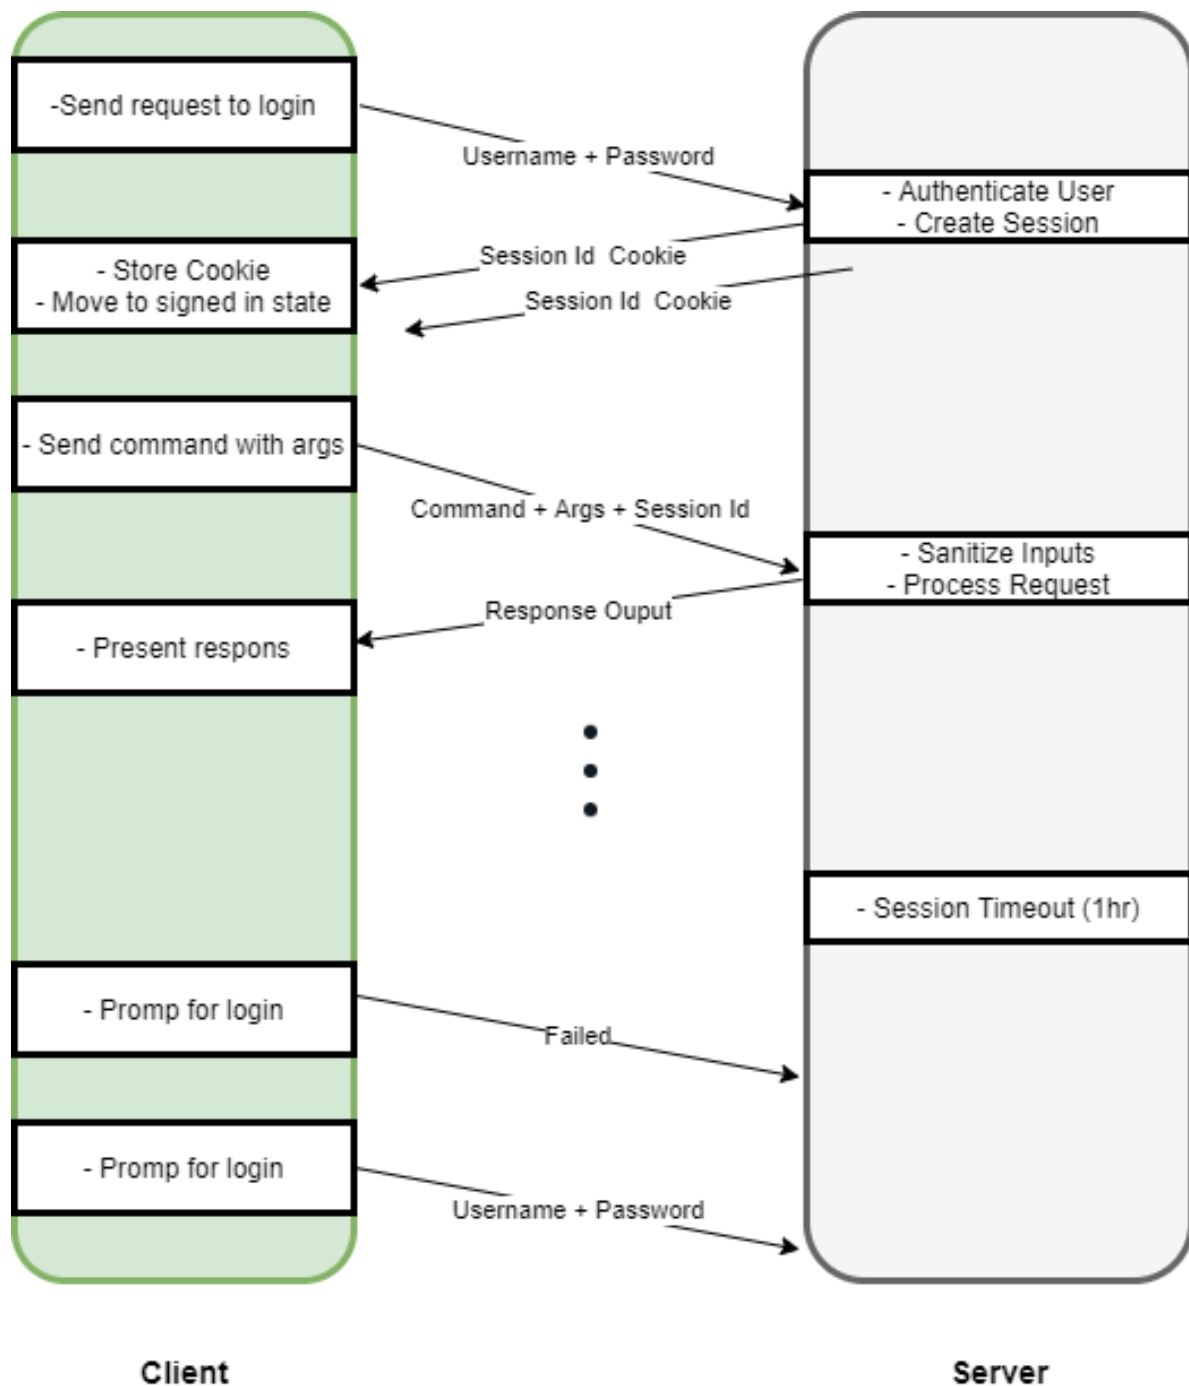 -Send request to login
Username + Password
- Authenticate User
- Create Session
Session Id  Cookie
- Store Cookie
- Move to signed in state
Session Id  Cookie
- Send command with args
Command + Args + Session Id
- Sanitize Inputs
- Process Request
Response Ouput
- Present respons
- Session Timeout (1hr)
- Promp for login
Failed
- Promp for login
Username + Password
Client
Server